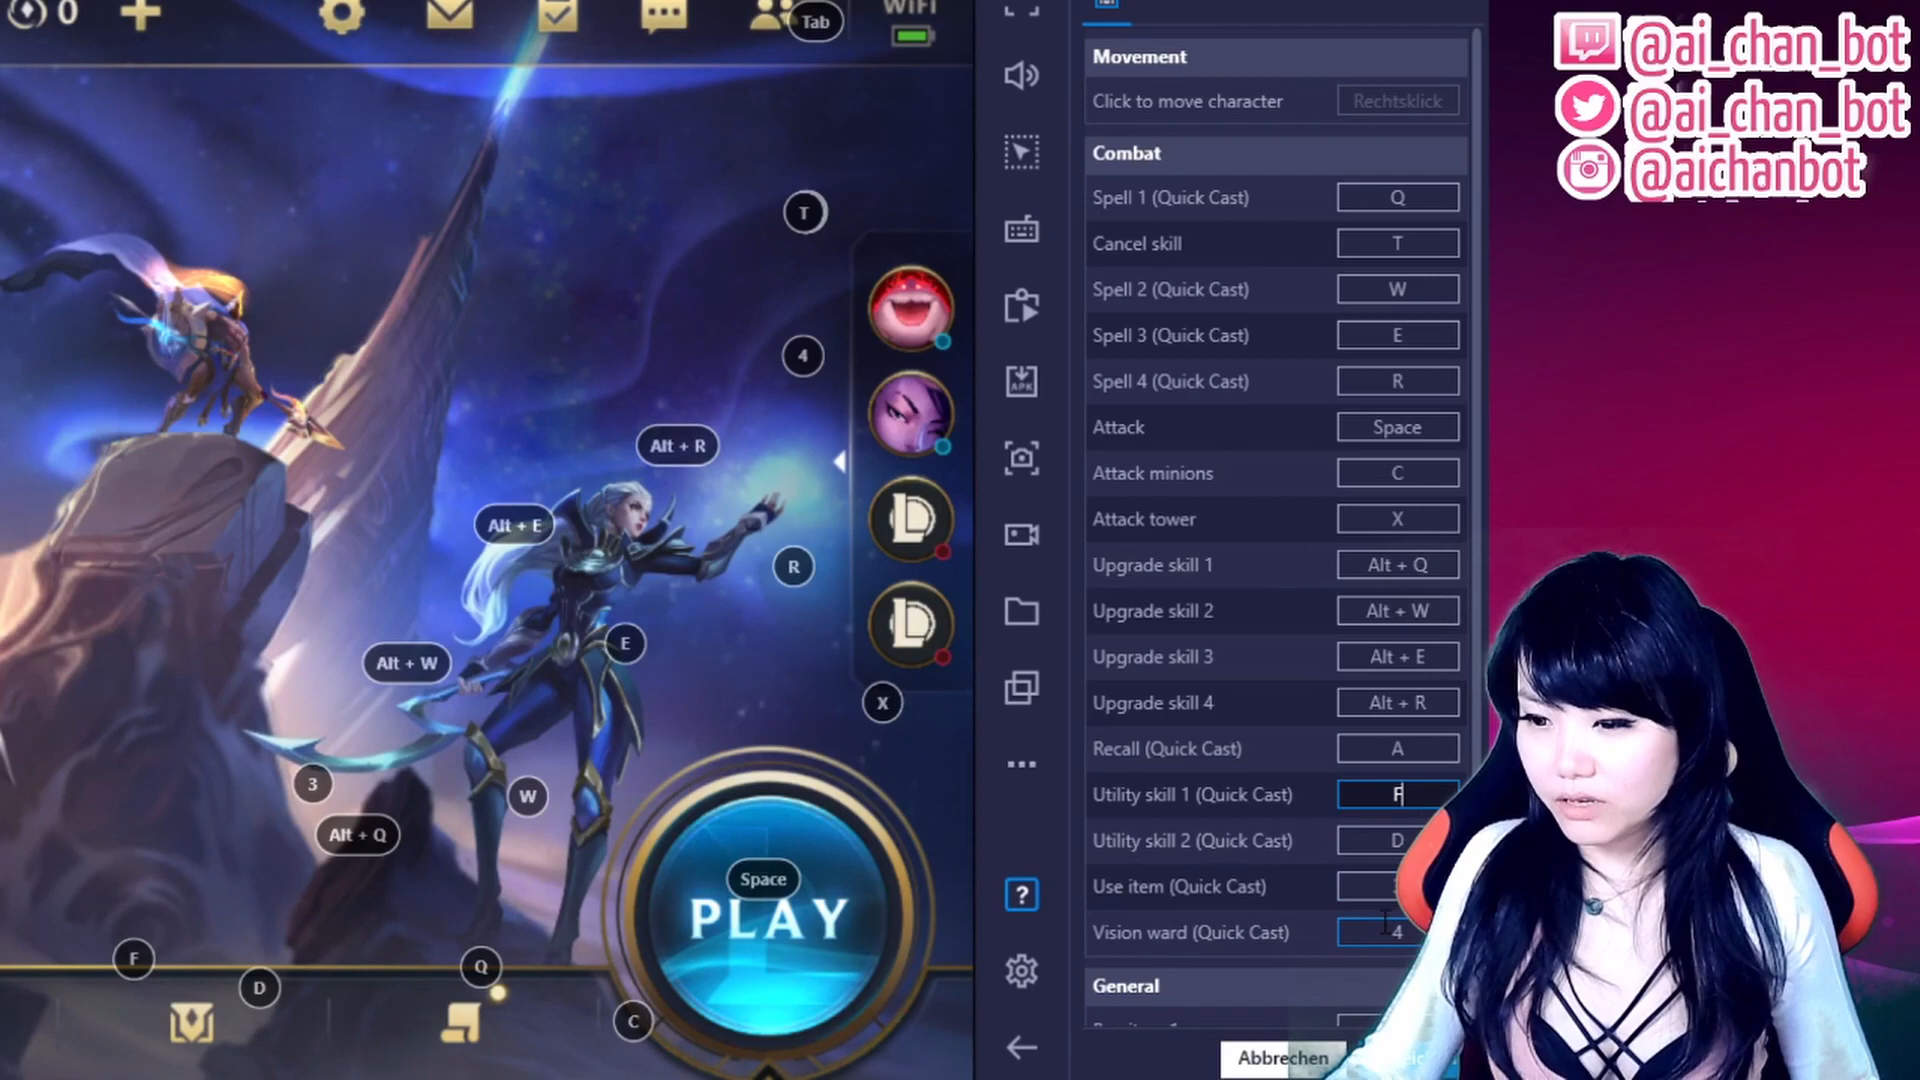 0
WIFI
Tab
T
4
Alt + R
Alt + E
R
E
Alt + W
X
3
W
Alt + Q
Space
PLAY
F
D
Q
C
Movement
Click to move character Rechtsklick
Combat
Spell 1 (Quick Cast) Q
Cancel skill T
Spell 2 (Quick Cast) W
Spell 3 (Quick Cast) E
Spell 4 (Quick Cast) R
Attack Space
Attack minions C
Attack tower X
Upgrade skill 1 Alt + Q
Upgrade skill 2 Alt + W
Upgrade skill 3 Alt + E
Upgrade skill 4 Alt + R
Recall (Quick Cast) A
Utility skill 1 (Quick Cast) F
Utility skill 2 (Quick Cast) D
Use item (Quick Cast)
Vision ward (Quick Cast) 4
General
Abbrechen
APK
?
@ai_chan_bot
@ai_chan_bot
@aichanbot